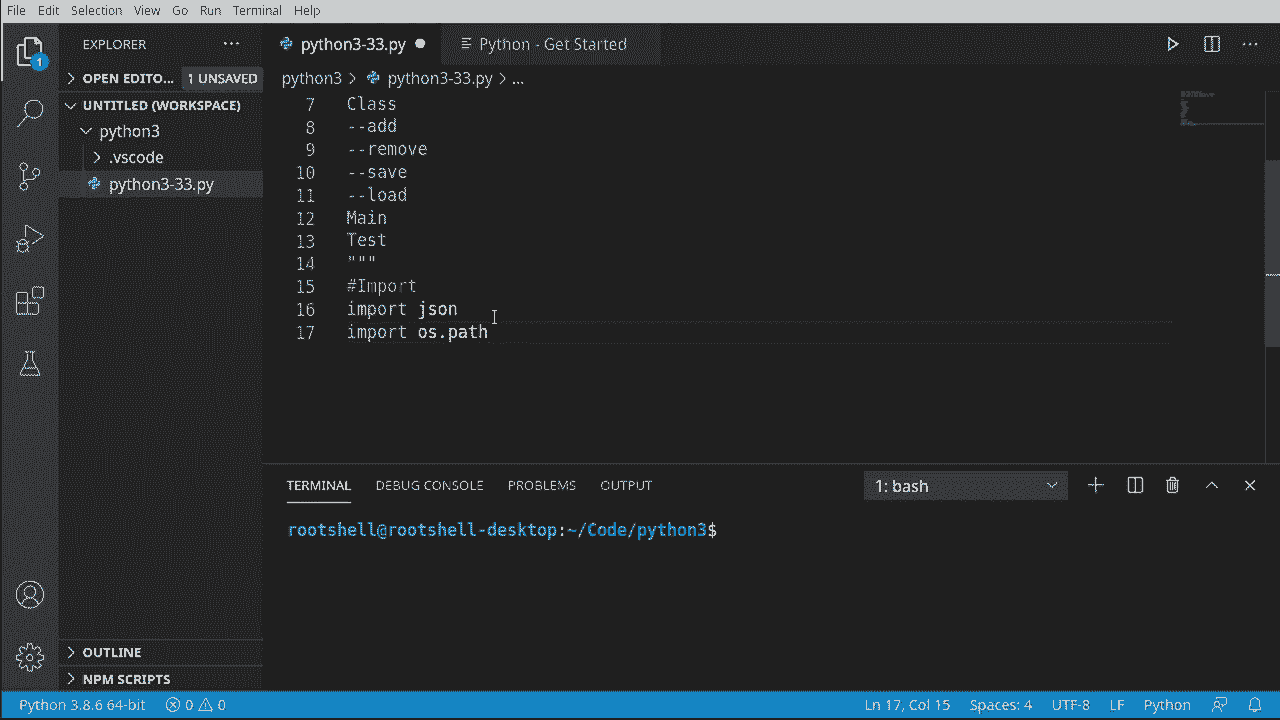 File Edit Selection View Go Run Terminal Help
EXPLORER ···
1
OPEN EDITO... 1 UNSAVED
UNTITLED (WORKSPACE)
python3
.vscode
python3-33.py
OUTLINE
NPM SCRIPTS
python3-33.py Python - Get Started ···
python3 > python3-33.py > ...
7 Class
8 --add
9 --remove
10 --save
11 --load
12 Main
13 Test
14 """
15 #Import
16 import json
17 import os.path
TERMINAL DEBUG CONSOLE PROBLEMS OUTPUT 1: bash
rootshell@rootshell-desktop:~/Code/python3$
Python 3.8.6 64-bit 0 0 Ln 17, Col 15 Spaces: 4 UTF-8 LF Python